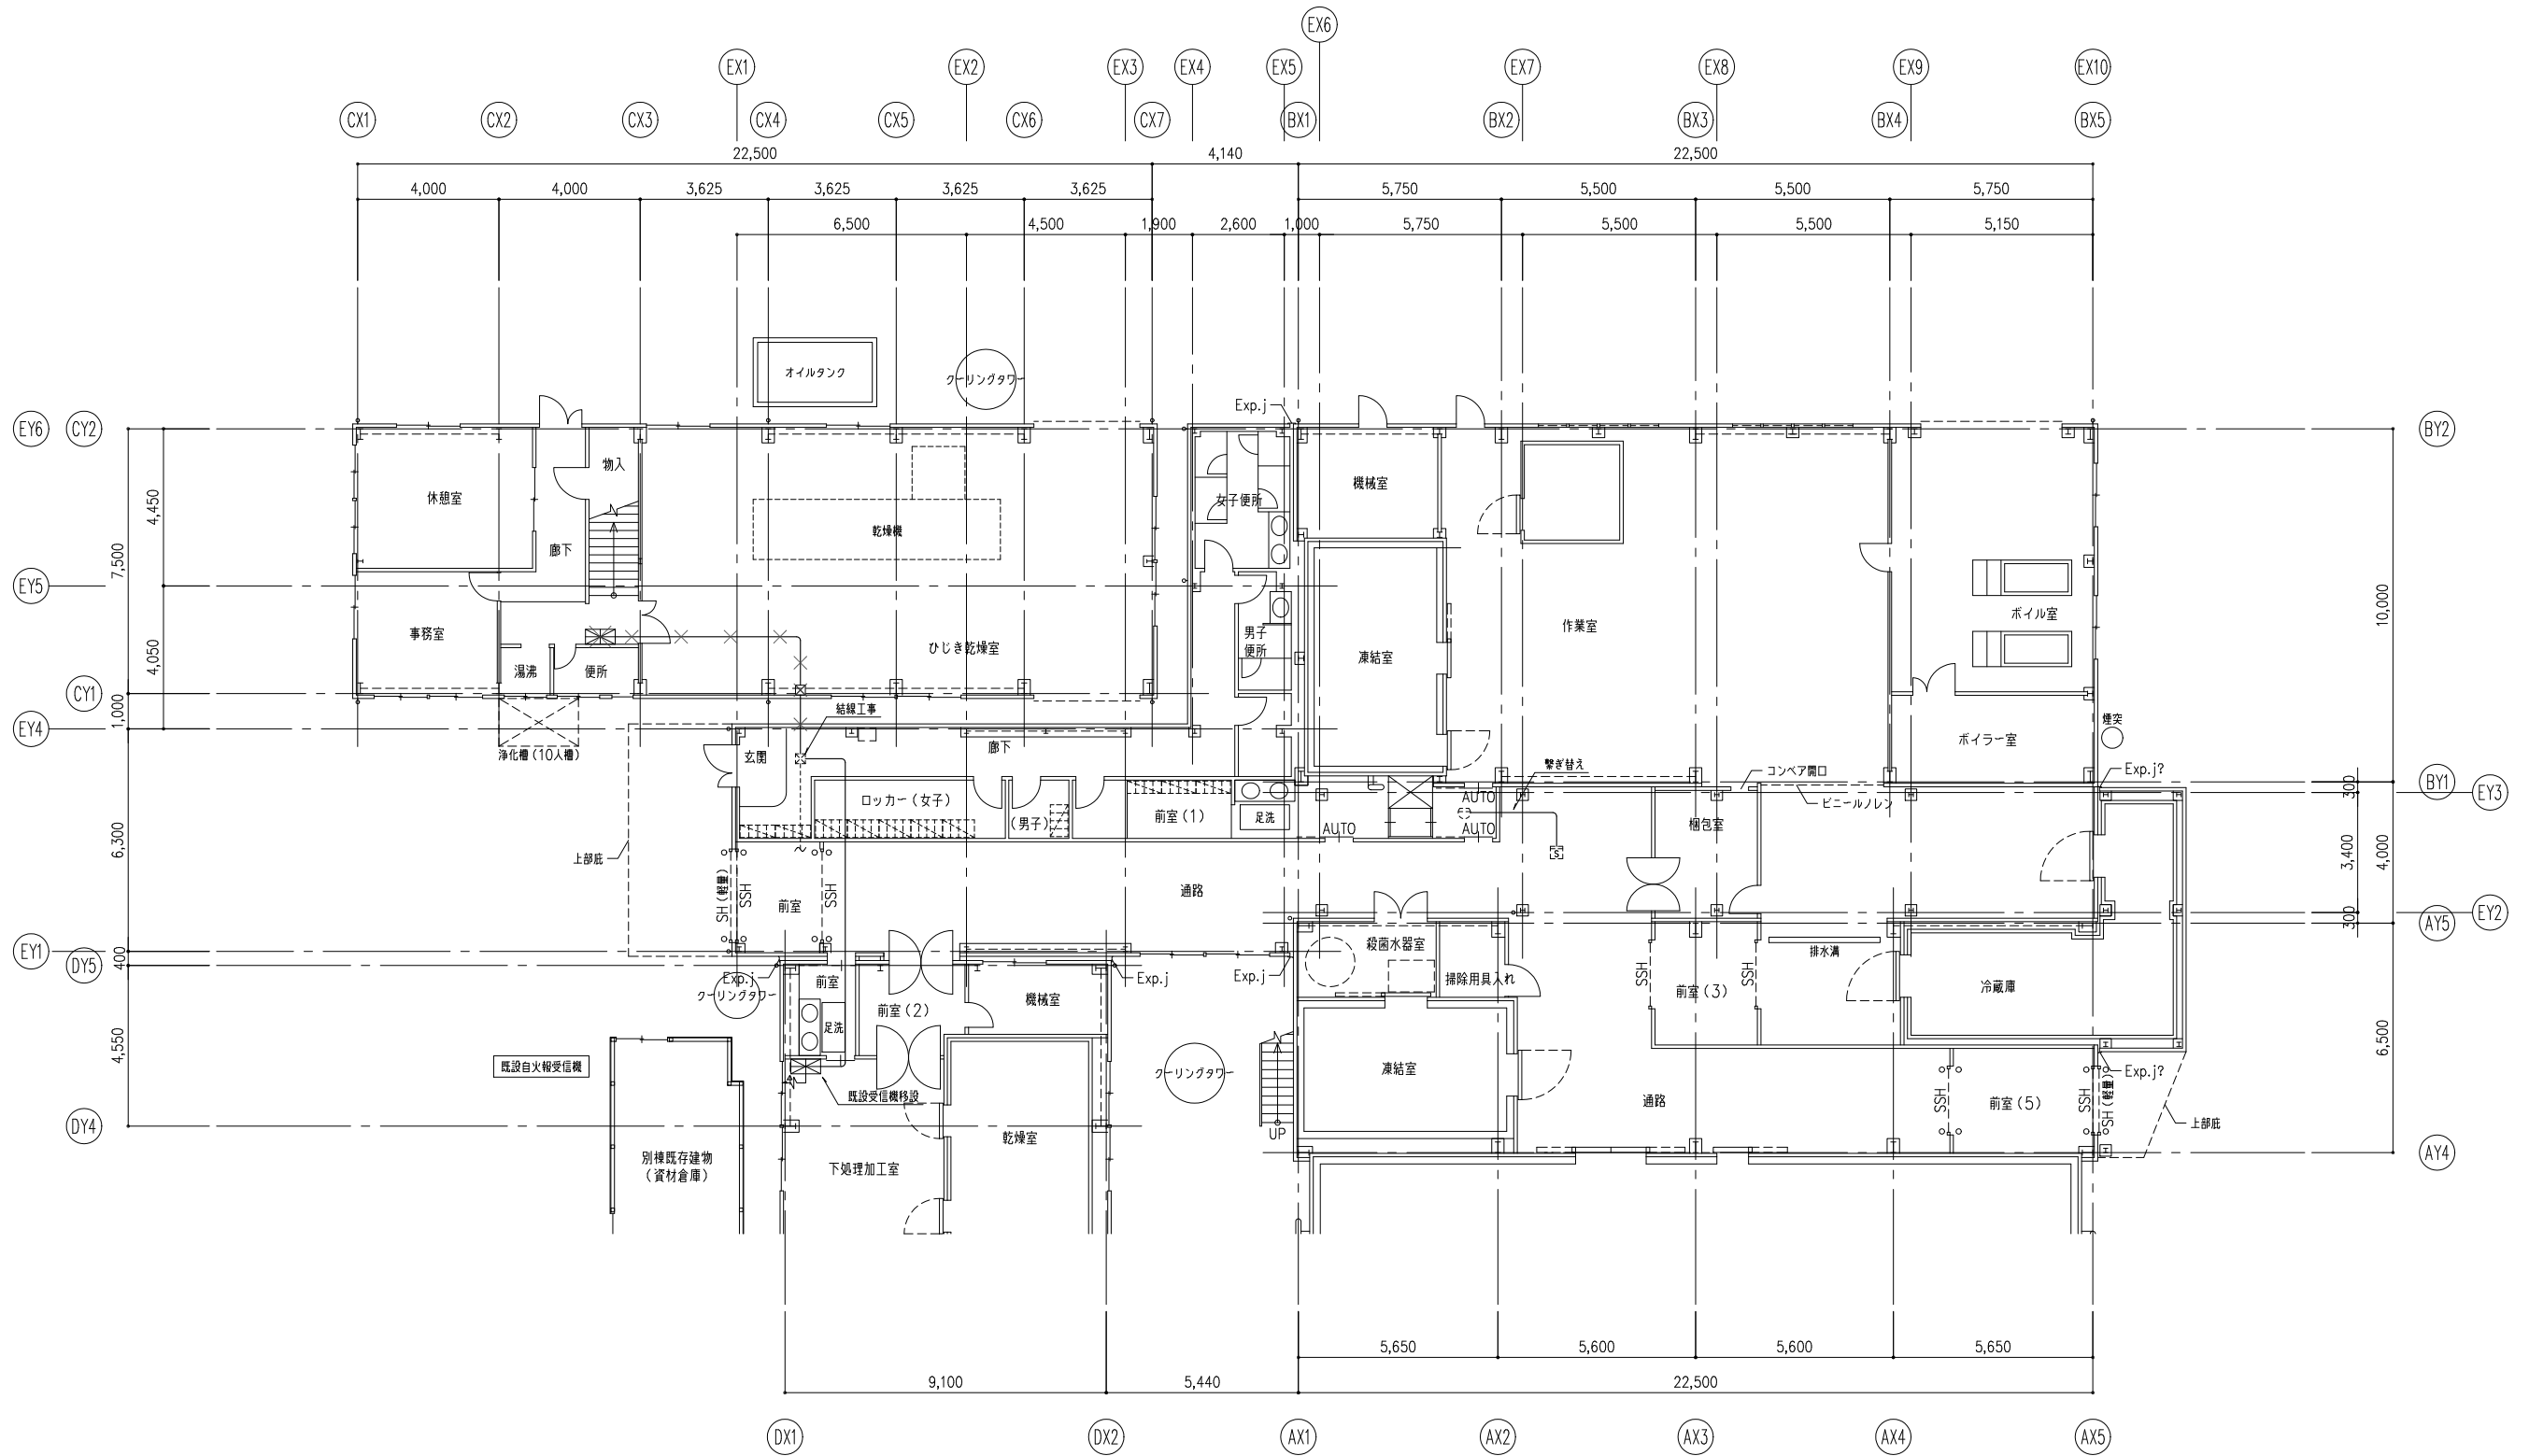 EX6
EX1
EX2
EX3
EX4
EX5
EX7
EX8
EX9
EX10
CX1
CX2
CX3
CX4
CX5
CX6
CX7
BX1
BX2
BX3
BX4
BX5
22,500
4,140
22,500
4,000
4,000
3,625
3,625
3,625
3,625
5,750
5,500
5,500
5,750
6,500
4,500
1,900
2,600
1,000
5,750
5,500
5,500
5,150
オイルタンク
クーリングタワー
Exp.j
EY6
CY2
BY2
物入
休憩室
4,450
廊下
乾燥機
女子便所
機械室
7,500
EY5
10,000
ボイル室
事務室
4,050
湯沸
便所
ひじき乾燥室
男子
便所
凍結室
作業室
CY1
1,000
EY4
結線工事
浄化槽(10人槽)
玄関
廊下
煙突
ボイラー室
繋ぎ替え
コンベア開口
Exp.j?
BY1
300
EY3
ビニールノレン
ロッカー(女子)
(男子)
前室(1)
足洗
AUTO
AUTO
AUTO
梱包室
6,300
上部庇
S
3,400
4,000
SH(軽量)
SSH
SSH
前室
通路
EY2
300
AY5
EY1
400
DY5
Exp.j
クーリングタワー
前室
Exp.j
Exp.j
殺菌水器室
掃除用具入れ
排水溝
SSH
前室(3)
SSH
冷蔵庫
機械室
前室(2)
足洗
4,550
6,500
既設自火報受信機
既設受信機移設
クーリングタワー
凍結室
通路
SSH
前室(5)
SSH
SH(軽量)
Exp.j?
上部庇
UP
DY4
乾燥室
別棟既存建物
(資材倉庫)
下処理加工室
AY4
5,650
5,600
5,600
5,650
9,100
5,440
22,500
DX1
DX2
AX1
AX2
AX3
AX4
AX5